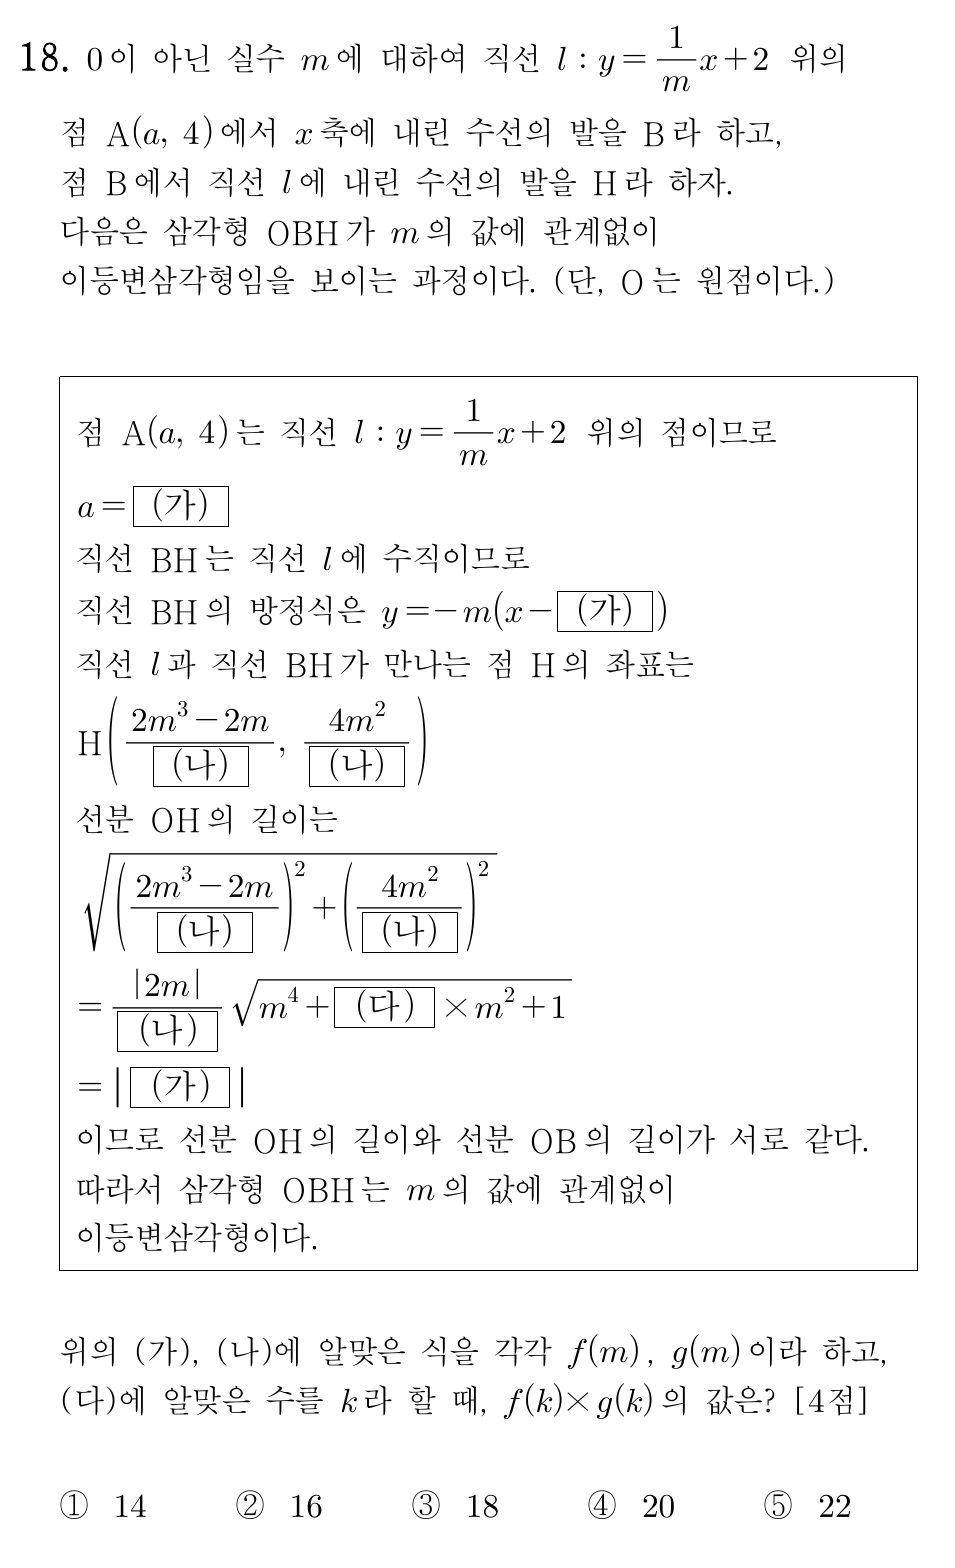 18. 0이 아닌 실수 m에 대하여 직선 l : y = \frac{1}{m}x+2 위의
점 A(a, 4)에서 x축에 내린 수선의 발을 B라 하고,
점 B에서 직선 l에 내린 수선의 발을 H라 하자.
다음은 삼각형 OBH가 m의 값에 관계없이
이등변삼각형임을 보이는 과정이다. (단, O는 원점이다.)
점 A(a, 4)는 직선 l : y = \frac{1}{m}x+2 위의 점이므로
a = (가)
직선 BH는 직선 l에 수직이므로
직선 BH의 방정식은 y = -m(x - (가))
직선 l과 직선 BH가 만나는 점 H의 좌표는
H(\frac{2m^3-2m}{(나)}, \frac{4m^2}{(나)})
선분 OH의 길이는
\sqrt{(\frac{2m^3-2m}{(나)})^2+(\frac{4m^2}{(나)})^2}
= \frac{|2m|}{(나)}\sqrt{m^4+(다)×m^2+1}
= |(가)|
이므로 선분 OH의 길이와 선분 OB의 길이가 서로 같다.
따라서 삼각형 OBH는 m의 값에 관계없이
이등변삼각형이다.
위의 (가), (나)에 알맞은 식을 각각 f(m), g(m)이라 하고,
(다)에 알맞은 수를 k라 할 때, f(k)×g(k)의 값은? [4점]
① 14 ② 16 ③ 18 ④ 20 ⑤ 22